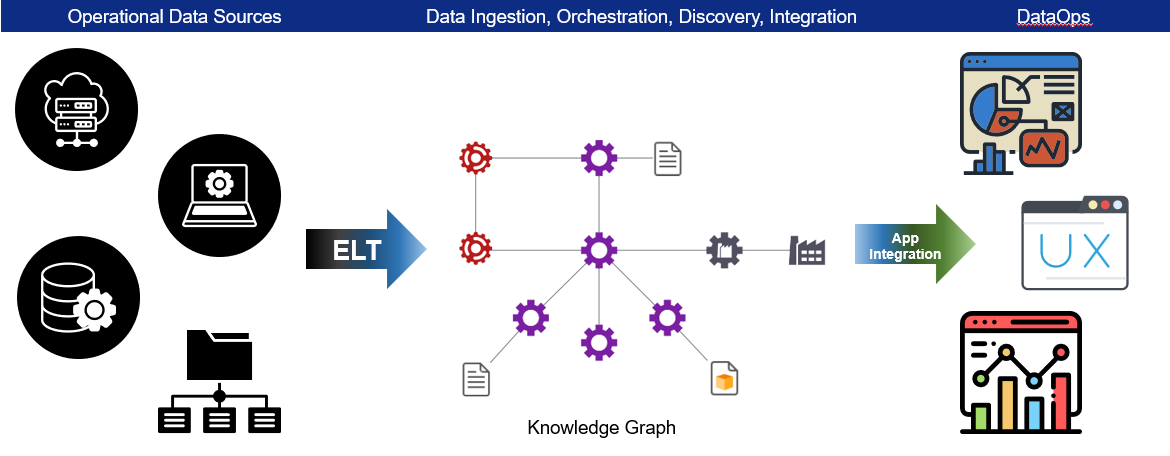 Operational Data Sources
Data Ingestion, Orchestration, Discovery, Integration
DataOps
ELT
App
Integration
UX
Knowledge Graph